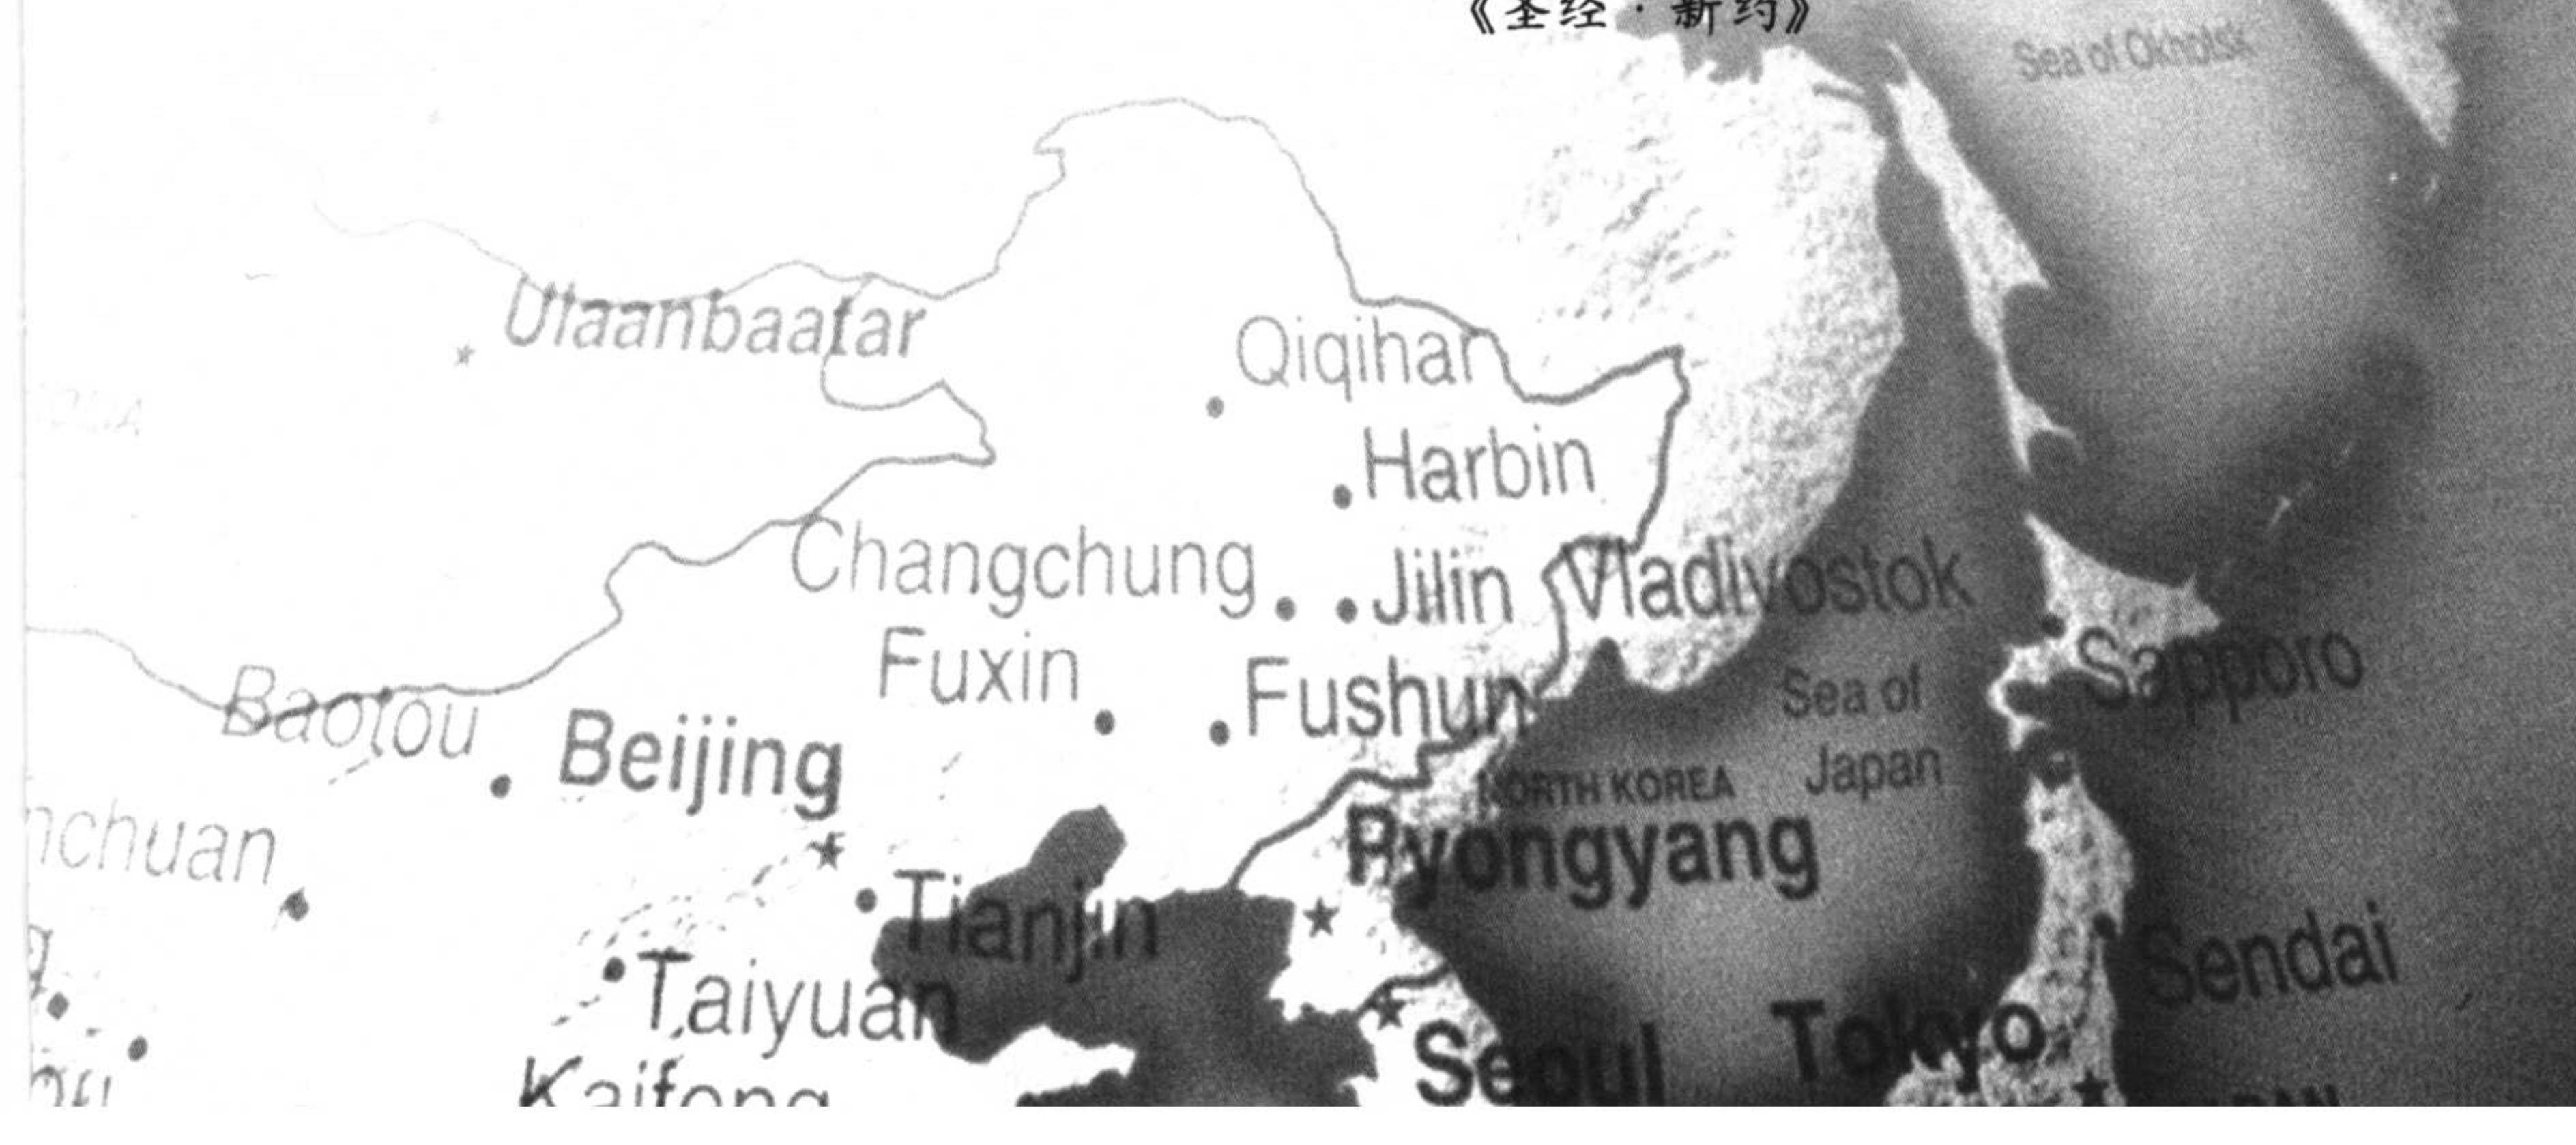 《圣经·新约》
Sea of Okhotsk
Ulaanbaatar
Qiqihar
Harbin
Changchung
Jilin
Vladivostok
Fuxin
Fushun
Sea of
Japan
Sapporo
Baotou
Beijing
NORTH KOREA
Pyongyang
nchuan
Tianjin
Taiyuan
Sendai
Seoul
Tokyo
Kaifeng